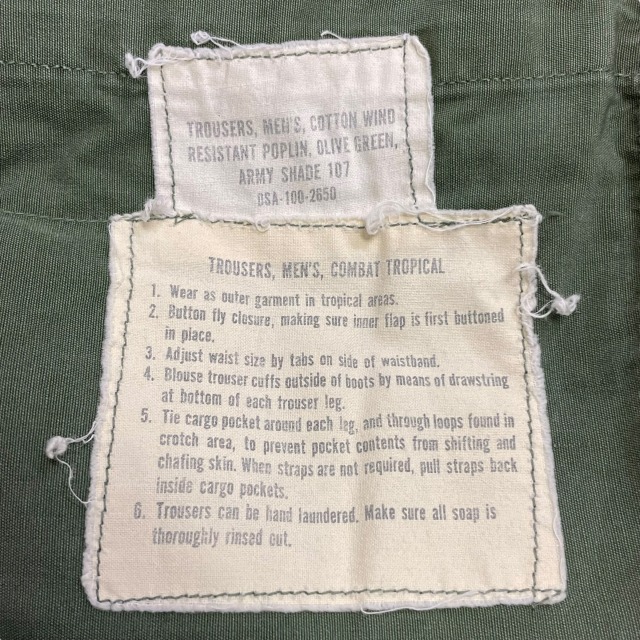 TROUSERS, MEN'S, COTTON WIND
RESISTANT POPLIN, OLIVE GREEN,
ARMY SHADE 107
DSA-100-2650
TROUSERS, MEN'S, COMBAT TROPICAL
1. Wear as outer garment in tropical areas.
2. Button fly closure, making sure inner flap is first buttoned
in place.
3. Adjust waist size by tabs on side of waistband.
4. Blouse trouser cuffs outside of boots by means of drawstring
at bottom of each trouser leg.
5. Tie cargo pocket around each leg, and through loops found in
crotch area, to prevent pocket contents from shifting and
chafing skin. When straps are not required, pull straps back
inside cargo pockets.
6. Trousers can be hand laundered. Make sure all soap is
thoroughly rinsed out.